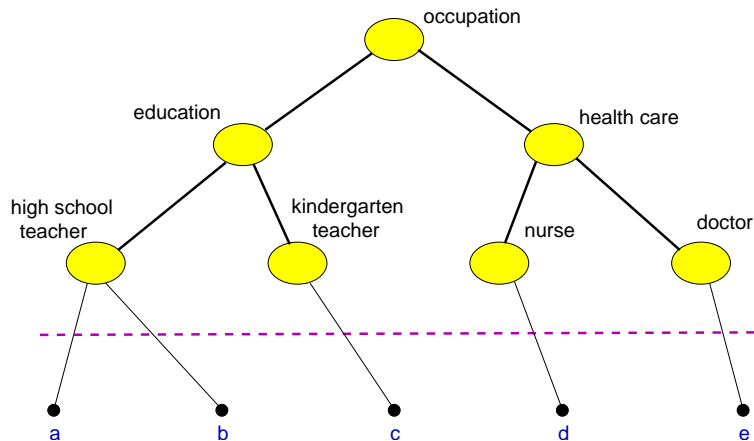 occupation
education
health care
high school
teacher
kindergarten
teacher
nurse
doctor
a
b
c
d
e